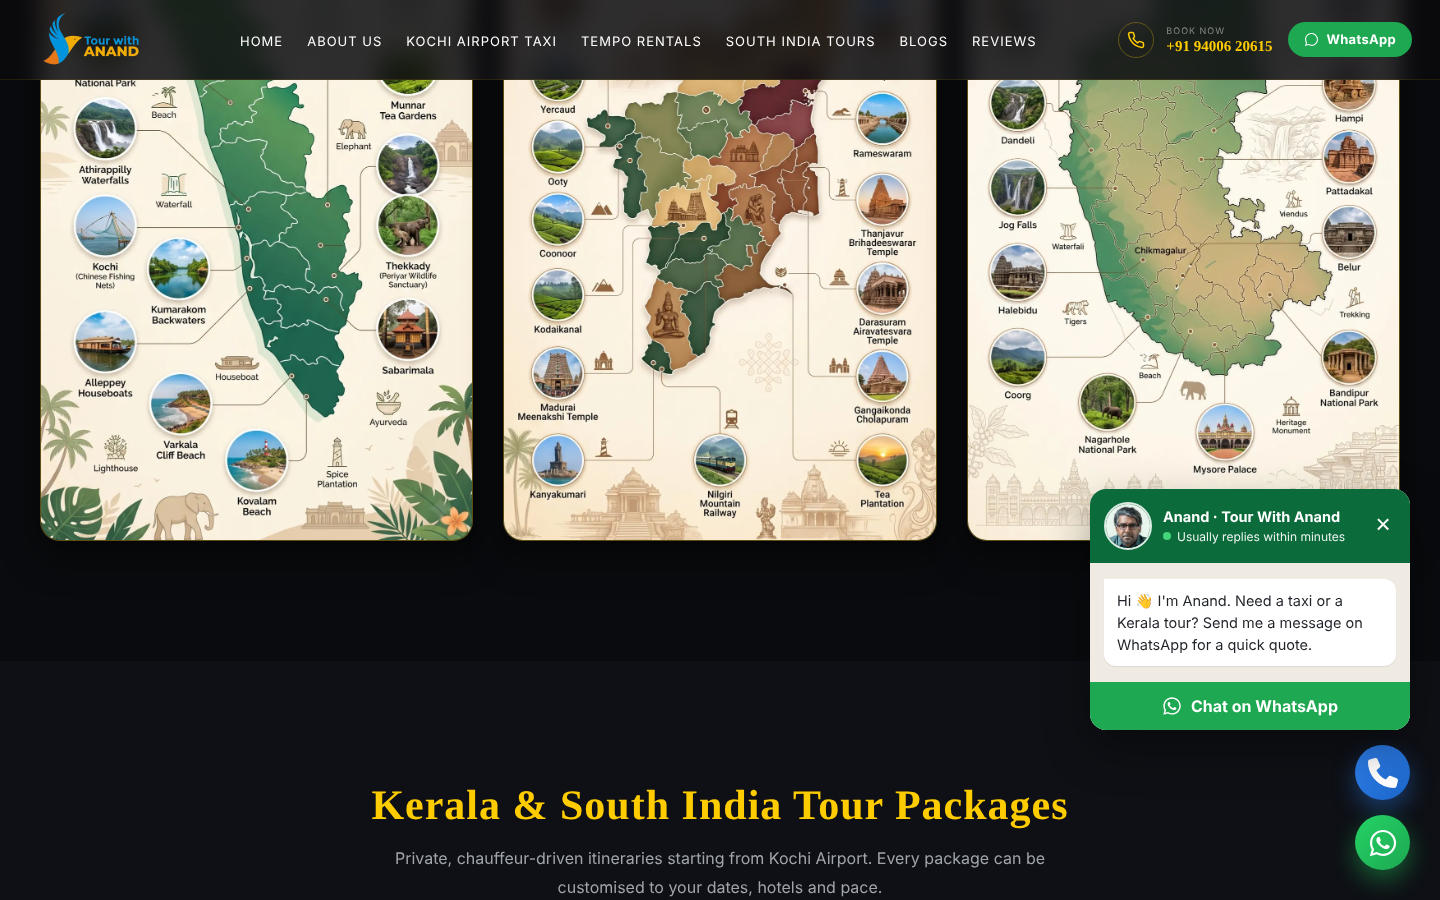 Tour with
ANAND
HOME
ABOUT US
KOCHI AIRPORT TAXI
TEMPO RENTALS
SOUTH INDIA TOURS
BLOGS
REVIEWS
BOOK NOW
+91 94006 20615
WhatsApp
National Park
Beach
Munnar
Tea Gardens
Elephant
Athirappilly
Waterfalls
Waterfall
Kochi
(Chinese Fishing
Nets)
Thekkady
(Periyar Wildlife
Sanctuary)
Kumarakom
Backwaters
Alleppey
Houseboats
Houseboat
Sabarimala
Varkala
Cliff Beach
Ayurveda
Lighthouse
Spice
Plantation
Kovalam
Beach
Yercaud
Rameswaram
Ooty
Coonoor
Thanjavur
Brihadeeswarar
Temple
Kodaikanal
Darasuram
Airavatesvara
Temple
Madurai
Meenakshi Temple
Gangaikonda
Cholapuram
Kanyakumari
Nilgiri
Mountain
Railway
Tea
Plantation
Dandeli
Hampi
Pattadakal
Jog Falls
Waterfali
Viendus
Chikmagalur
Belur
Halebidu
Tigers
Trekking
Coorg
Beach
Bandipur
National Park
Nagarhole
National Park
Heritage
Monument
Mysore Palace
Anand · Tour With Anand
Usually replies within minutes
Hi 👋 I'm Anand. Need a taxi or a
Kerala tour? Send me a message on
WhatsApp for a quick quote.
Chat on WhatsApp
Kerala & South India Tour Packages
Private, chauffeur-driven itineraries starting from Kochi Airport. Every package can be
customised to your dates, hotels and pace.